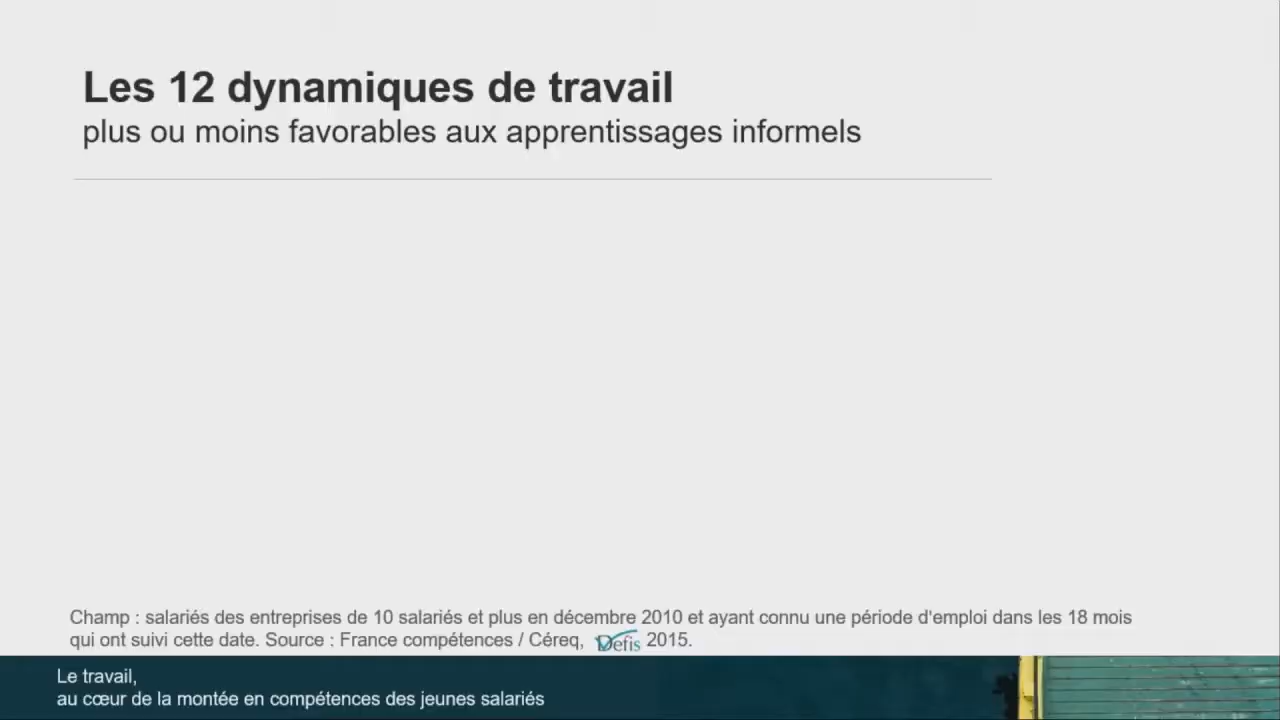 Les 12 dynamiques de travail
plus ou moins favorables aux apprentissages informels
Champ : salariés des entreprises de 10 salariés et plus en décembre 2010 et ayant connu une période d'emploi dans les 18 mois
qui ont suivi cette date. Source : France compétences / Céreq, Defis 2015.
Le travail,
au cœur de la montée en compétences des jeunes salariés